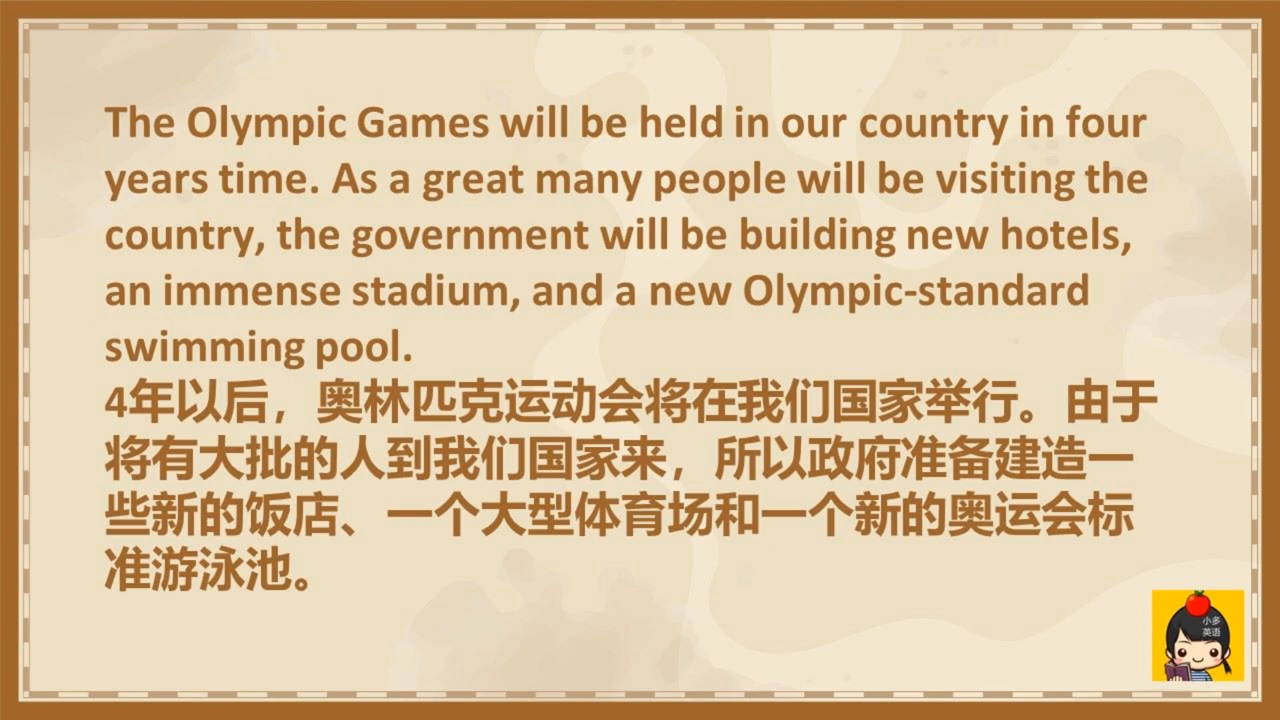 The Olympic Games will be held in our country in four
years time. As a great many people will be visiting the
country, the government will be building new hotels,
an immense stadium, and a new Olympic-standard
swimming pool.
4年以后，奥林匹克运动会将在我们国家举行。由于
将有大批的人到我们国家来，所以政府准备建造一
些新的饭店、一个大型体育场和一个新的奥运会标
准游泳池。
小多
英语